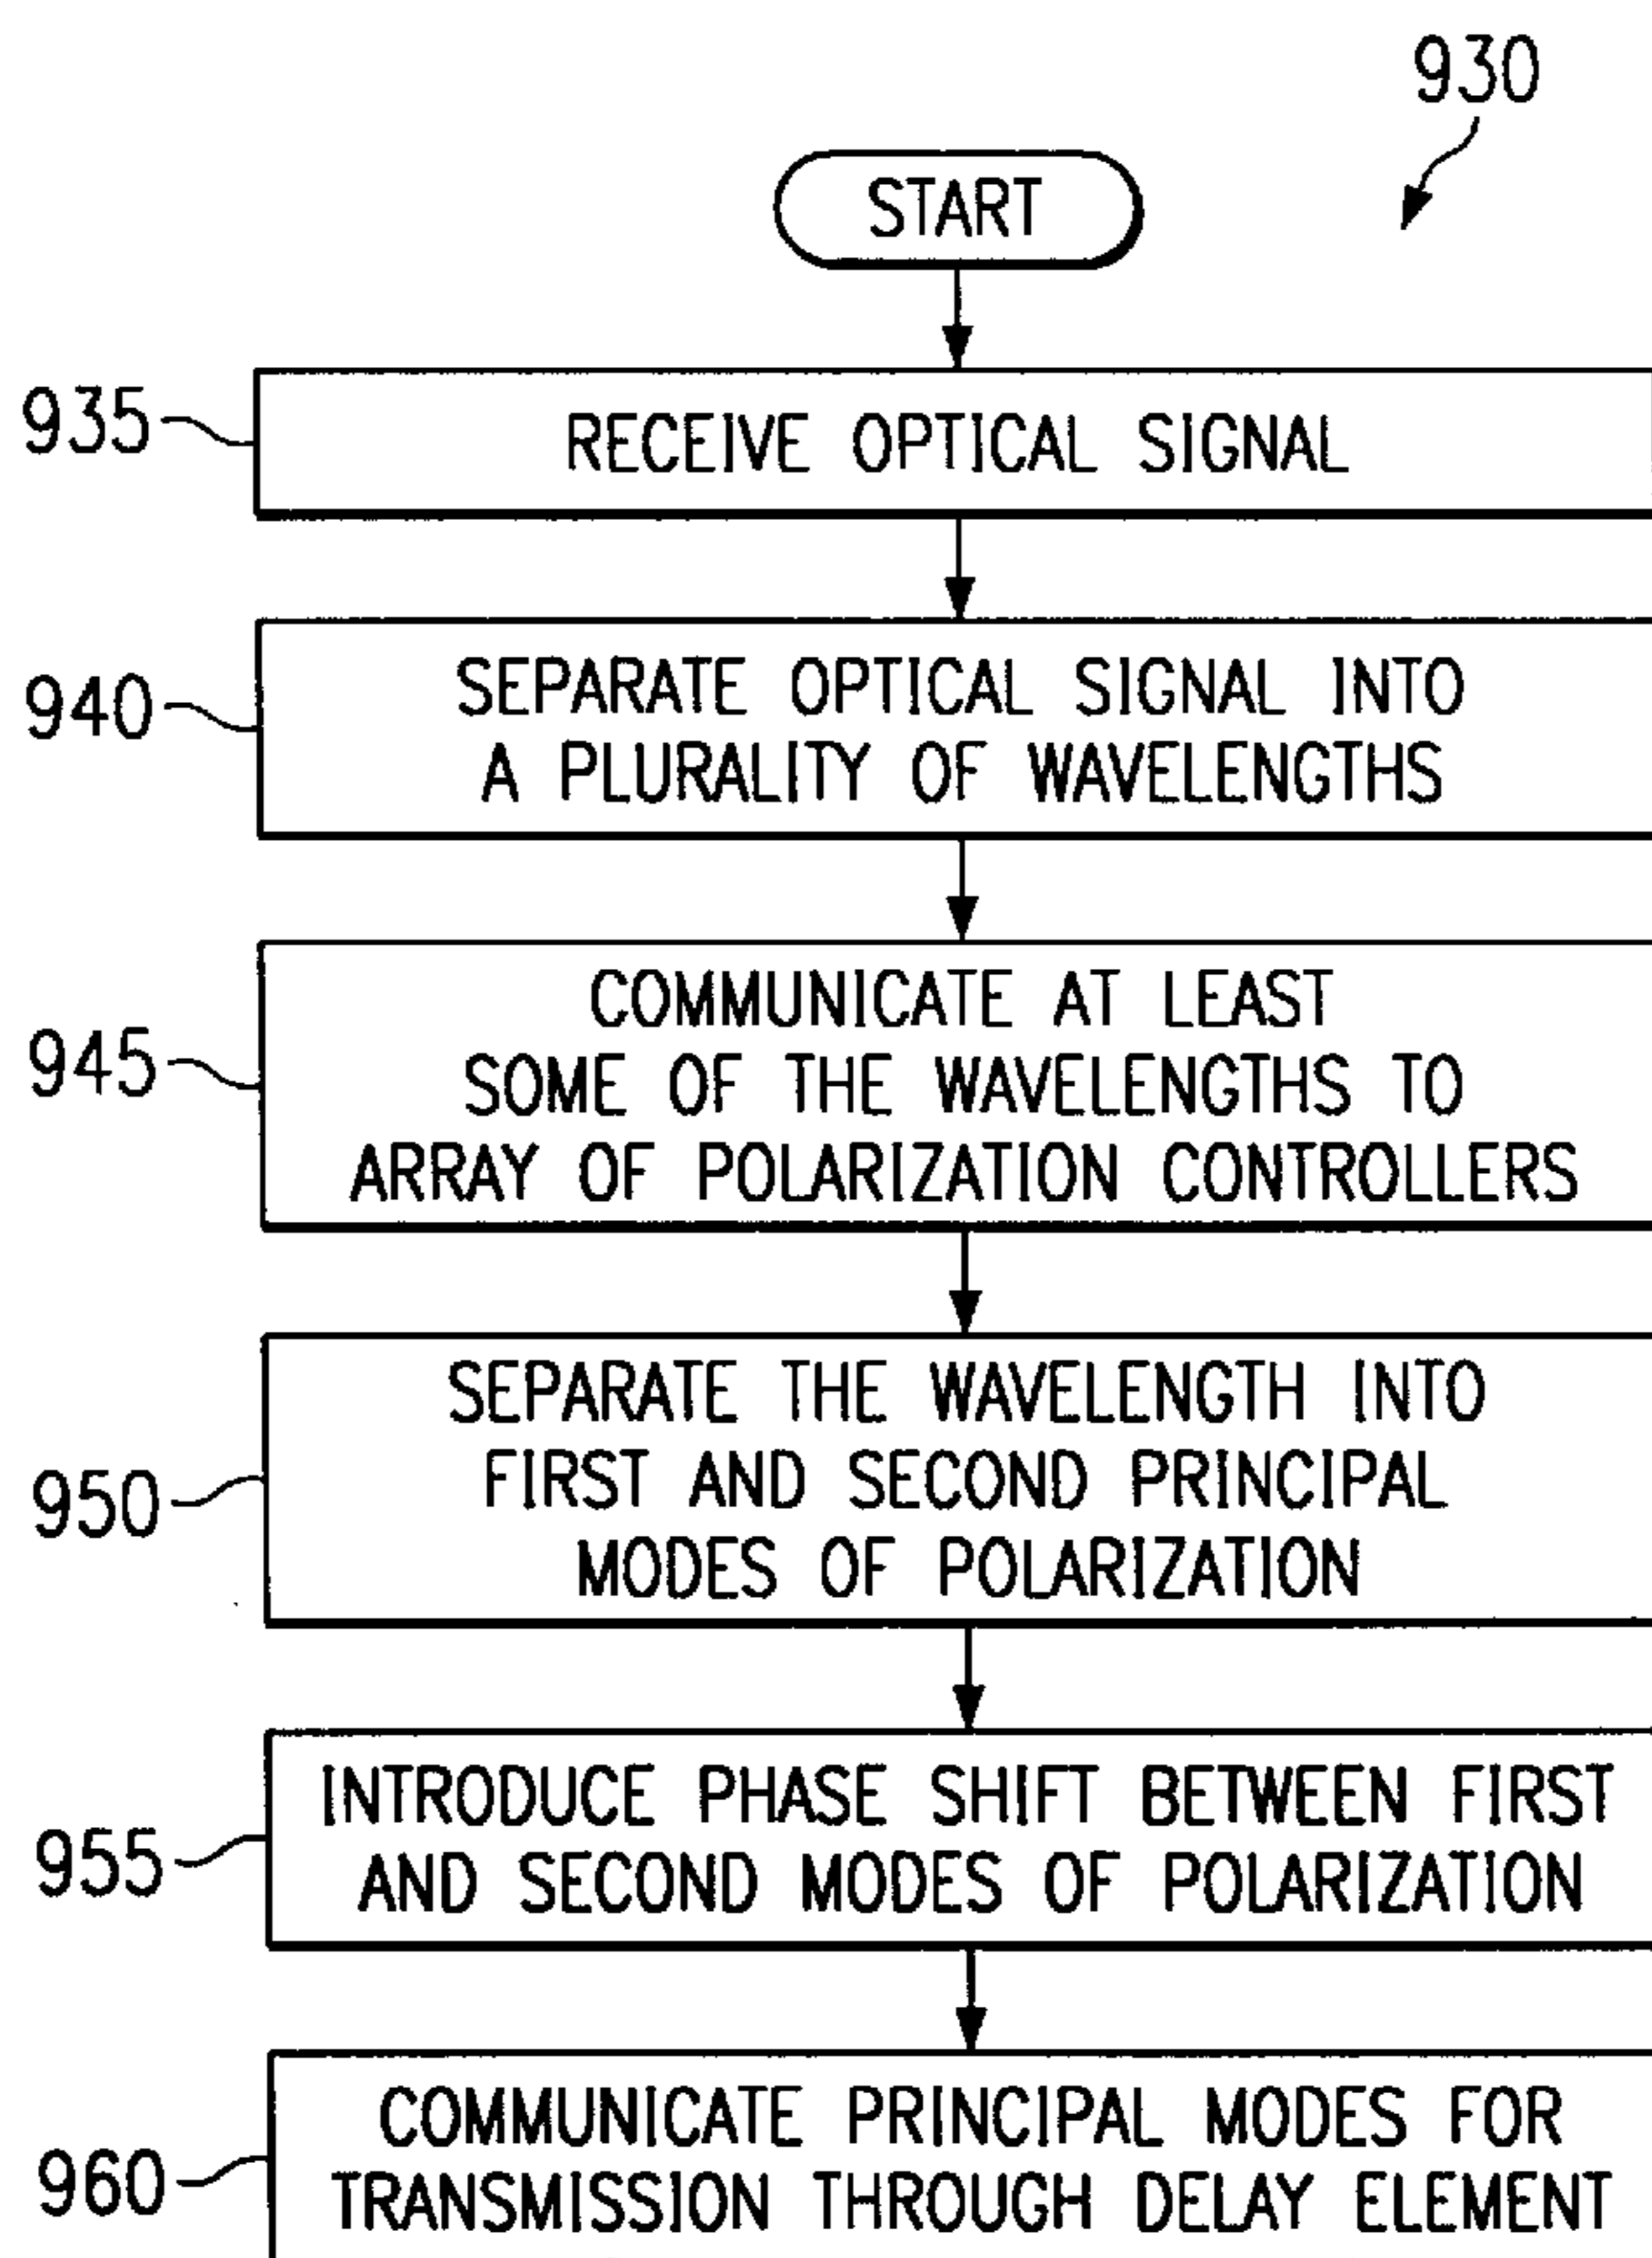 930
START
935
RECEIVE OPTICAL SIGNAL
940
SEPARATE OPTICAL SIGNAL INTO
A PLURALITY OF WAVELENGTHS
945
COMMUNICATE AT LEAST
SOME OF THE WAVELENGTHS TO
ARRAY OF POLARIZATION CONTROLLERS
950
SEPARATE THE WAVELENGTH INTO
FIRST AND SECOND PRINCIPAL
MODES OF POLARIZATION
955
INTRODUCE PHASE SHIFT BETWEEN FIRST
AND SECOND MODES OF POLARIZATION
960
COMMUNICATE PRINCIPAL MODES FOR
TRANSMISSION THROUGH DELAY ELEMENT